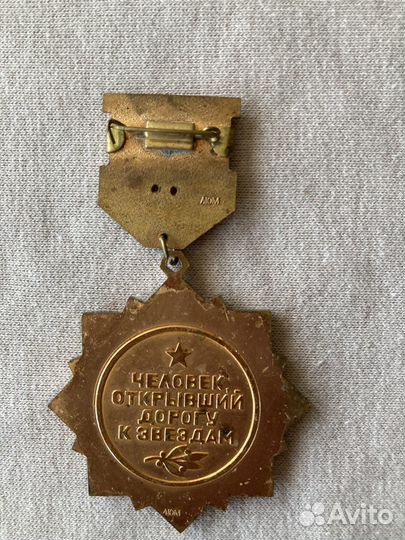 ЛЮМ
ЧЕЛОВЕК,
ОТКРЫВШИЙ
ДОРОГУ
К ЗВЕЗДАМ
ЛЮМ
Avito